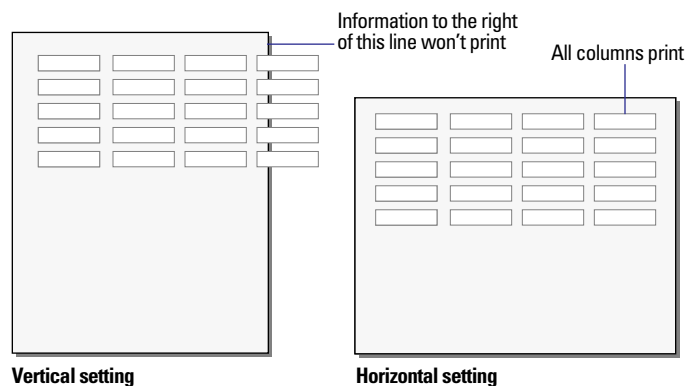 Information to the right
of this line won't print
All columns print
Vertical setting
Horizontal setting